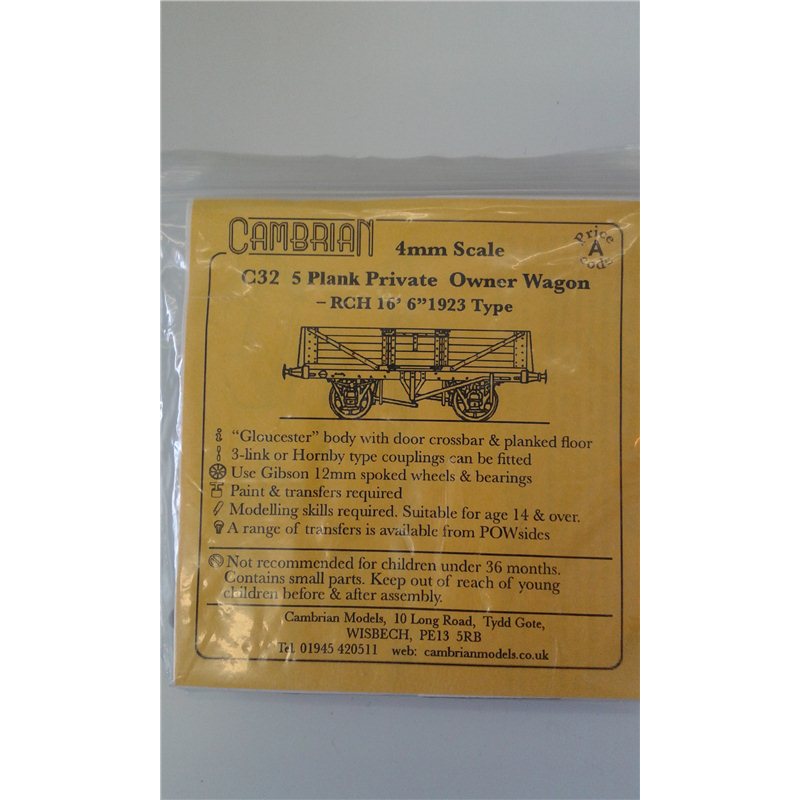 CAMBRIAN 4mm Scale
Price A code
C32 5 Plank Private Owner Wagon
– RCH 16' 6"1923 Type
"Gloucester" body with door crossbar & planked floor
3-link or Hornby type couplings can be fitted
Use Gibson 12mm spoked wheels & bearings
Paint & transfers required
Modelling skills required. Suitable for age 14 & over.
A range of transfers is available from POWsides
Not recommended for children under 36 months.
Contains small parts. Keep out of reach of young
children before & after assembly.
Cambrian Models, 10 Long Road, Tydd Gote,
WISBECH, PE13 5RB
Tel. 01945 420511 web: cambrianmodels.co.uk